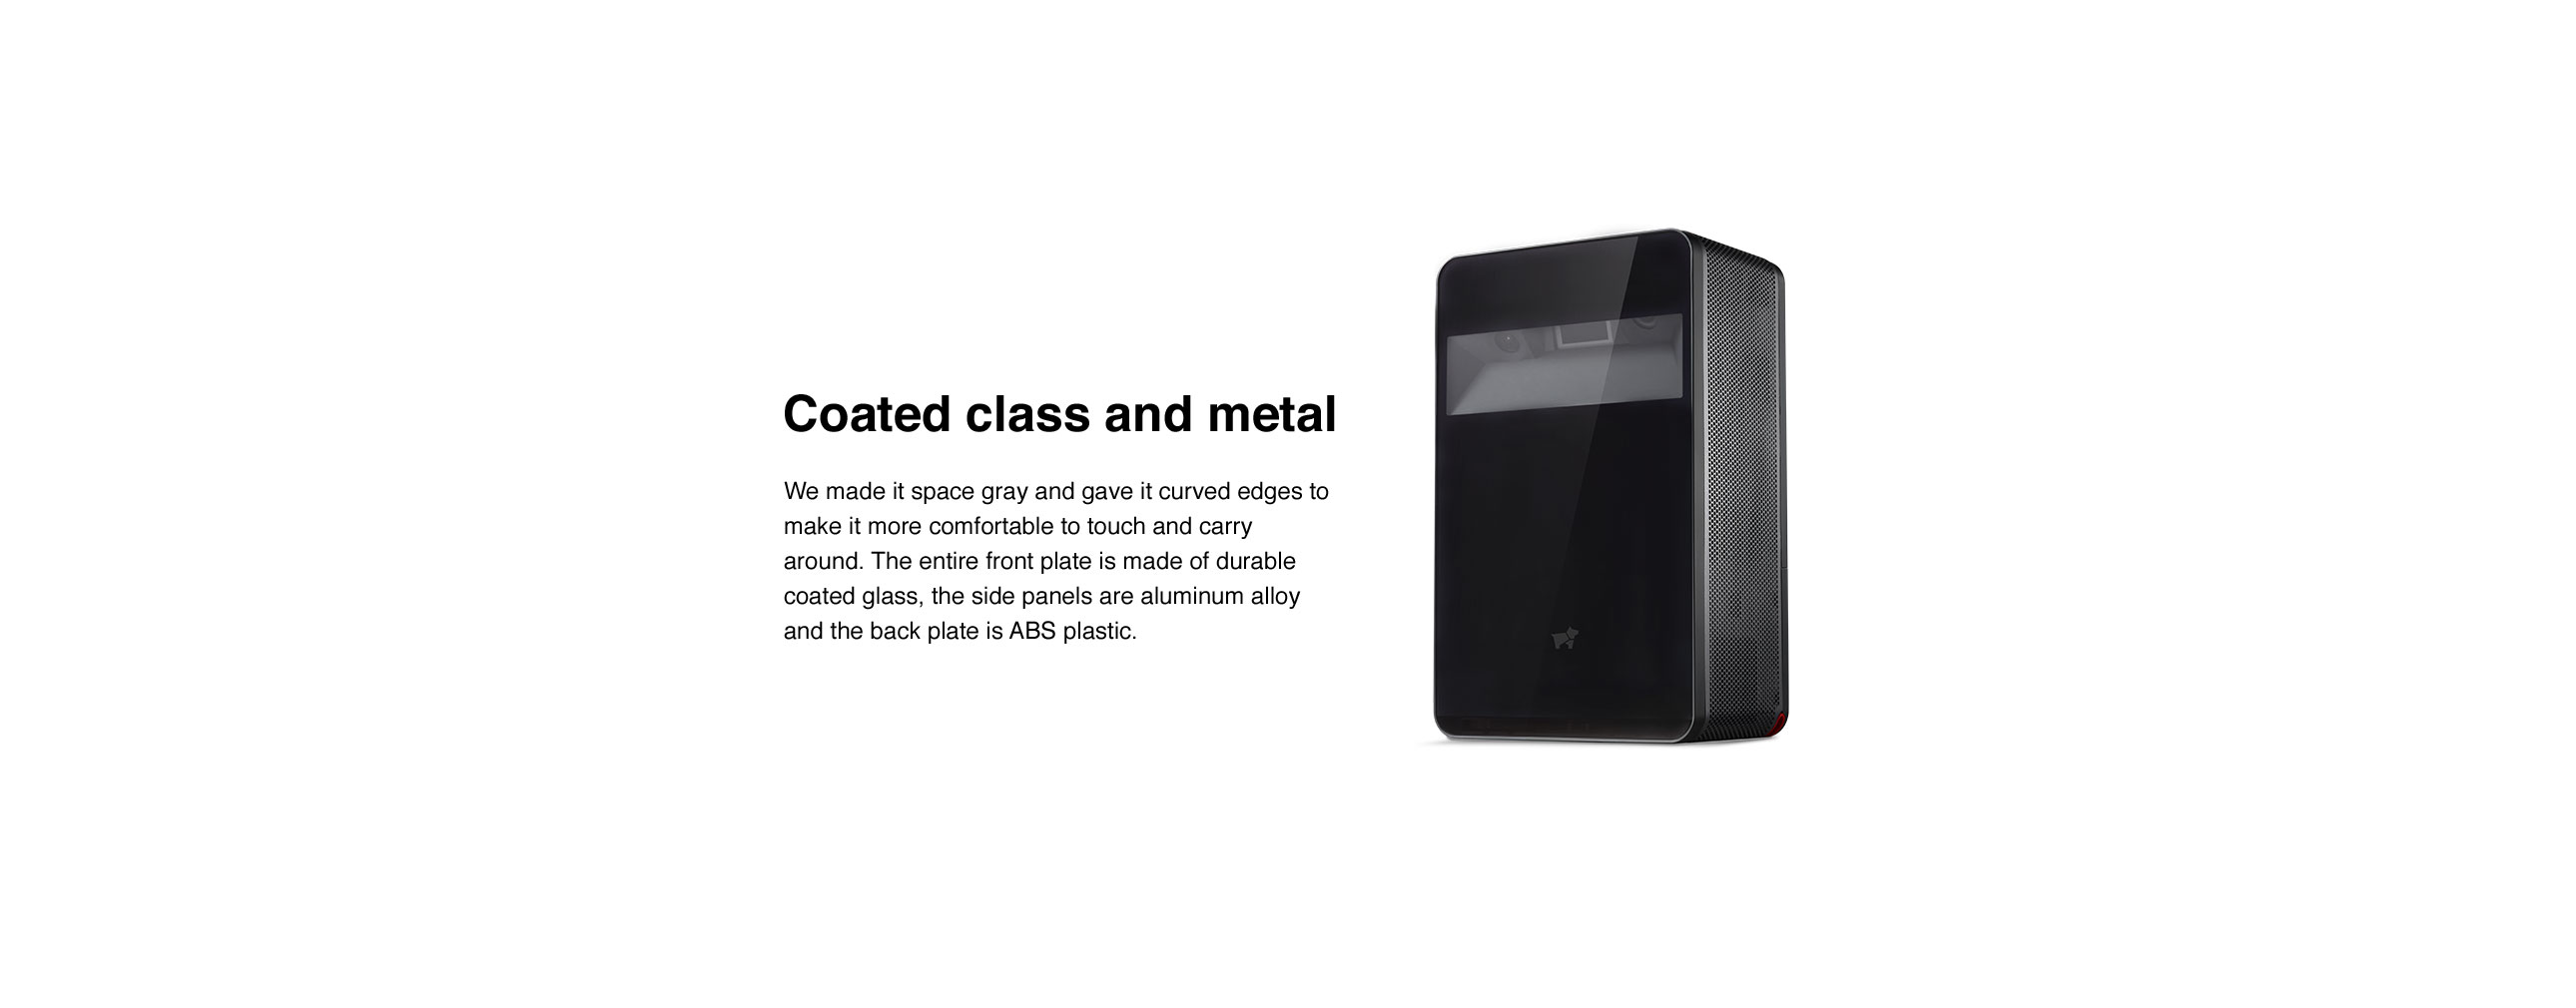 Coated class and metal
We made it space gray and gave it curved edges to
make it more comfortable to touch and carry
around. The entire front plate is made of durable
coated glass, the side panels are aluminum alloy
and the back plate is ABS plastic.